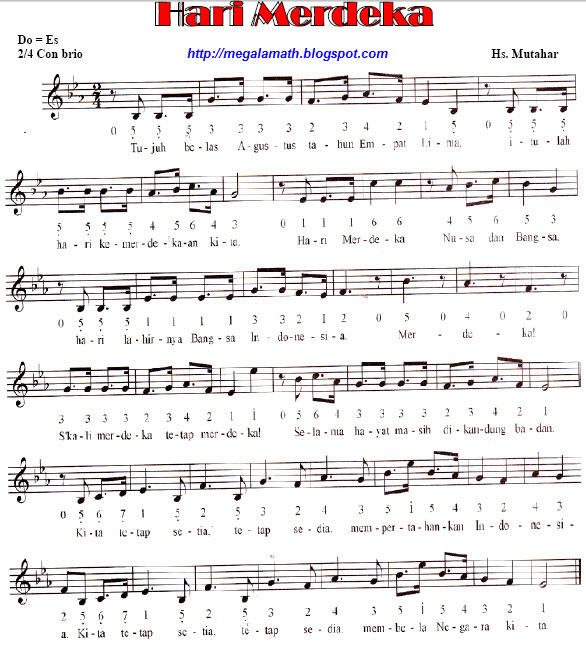 Hari Merdeka
Do = Es
2/4 Con brio
http://megalamath.blogspot.com
Hs. Mutahar
0 5 5 5 3 3 3 3 2 3 4 2 1 5 0 5 5 5
Tu - juh be - las A - gus - tus ta - hun Em - pat Li - ma. i - tu - lah
5 5 5 5 4 5 6 4 3 0 1 1 1 6 6 4 5 6 5 3
ha - ri ke - mer - de - ka - an ki - ta. Ha - ri Mer - de - ka Nu - sa dan Bang - sa.
0 5 5 5 1 1 1 3 3 2 1 2 0 5 0 4 0 2 0
ha - ri la - hir - nya Bang - sa In - do - ne - si - a. Mer - de - ka!
3 3 3 3 2 3 4 2 1 i 0 5 6 4 3 3 3 3 2 3 4 2 1
S'ka - li mer - de - ka te - tap mer - de - ka! Se - la - ma ha - yat ma - sih di - kan - dung ba - dan.
0 5 6 7 1 5 2 5 3 2 4 3 5 i 5 4 3 1
Ki - ta te - tap se - tia. te - tap se - dia. mem - per - ta - han - kan In - do - ne - si -
2 5 6 7 1 5 2 5 3 2 4 3 i 5 4 1
a. Ki - ta te - tap se - tia. te - tap se - dia. mem - be - la Ne - ga - ra ki - ta.